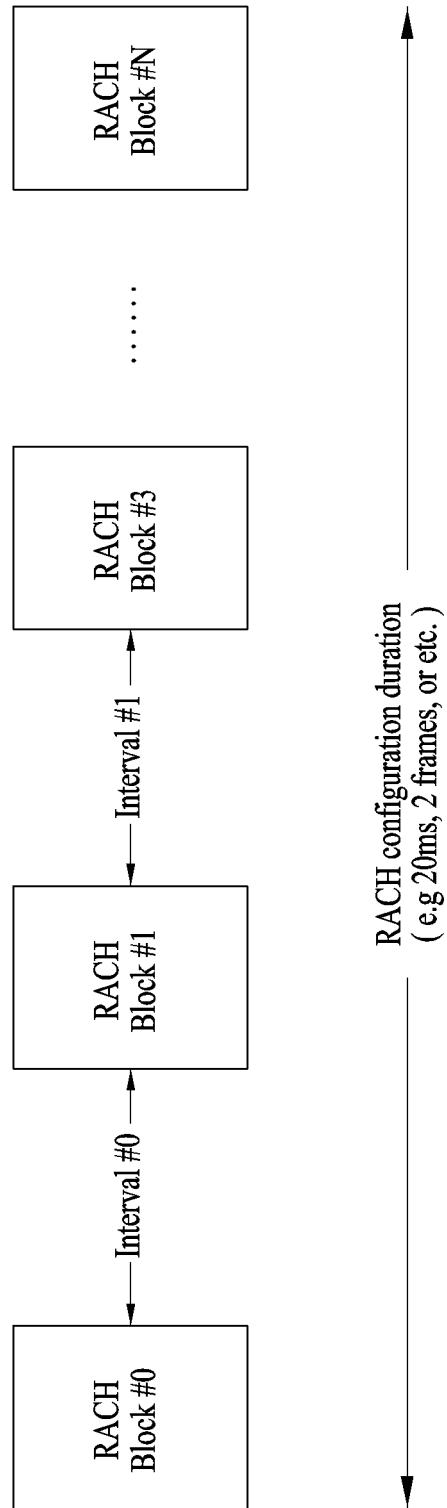 RACH
Block #0
Interval #0
RACH
Block #1
Interval #1
RACH
Block #3
......
RACH
Block #N
RACH configuration duration
( e.g 20ms, 2 frames, or etc. )